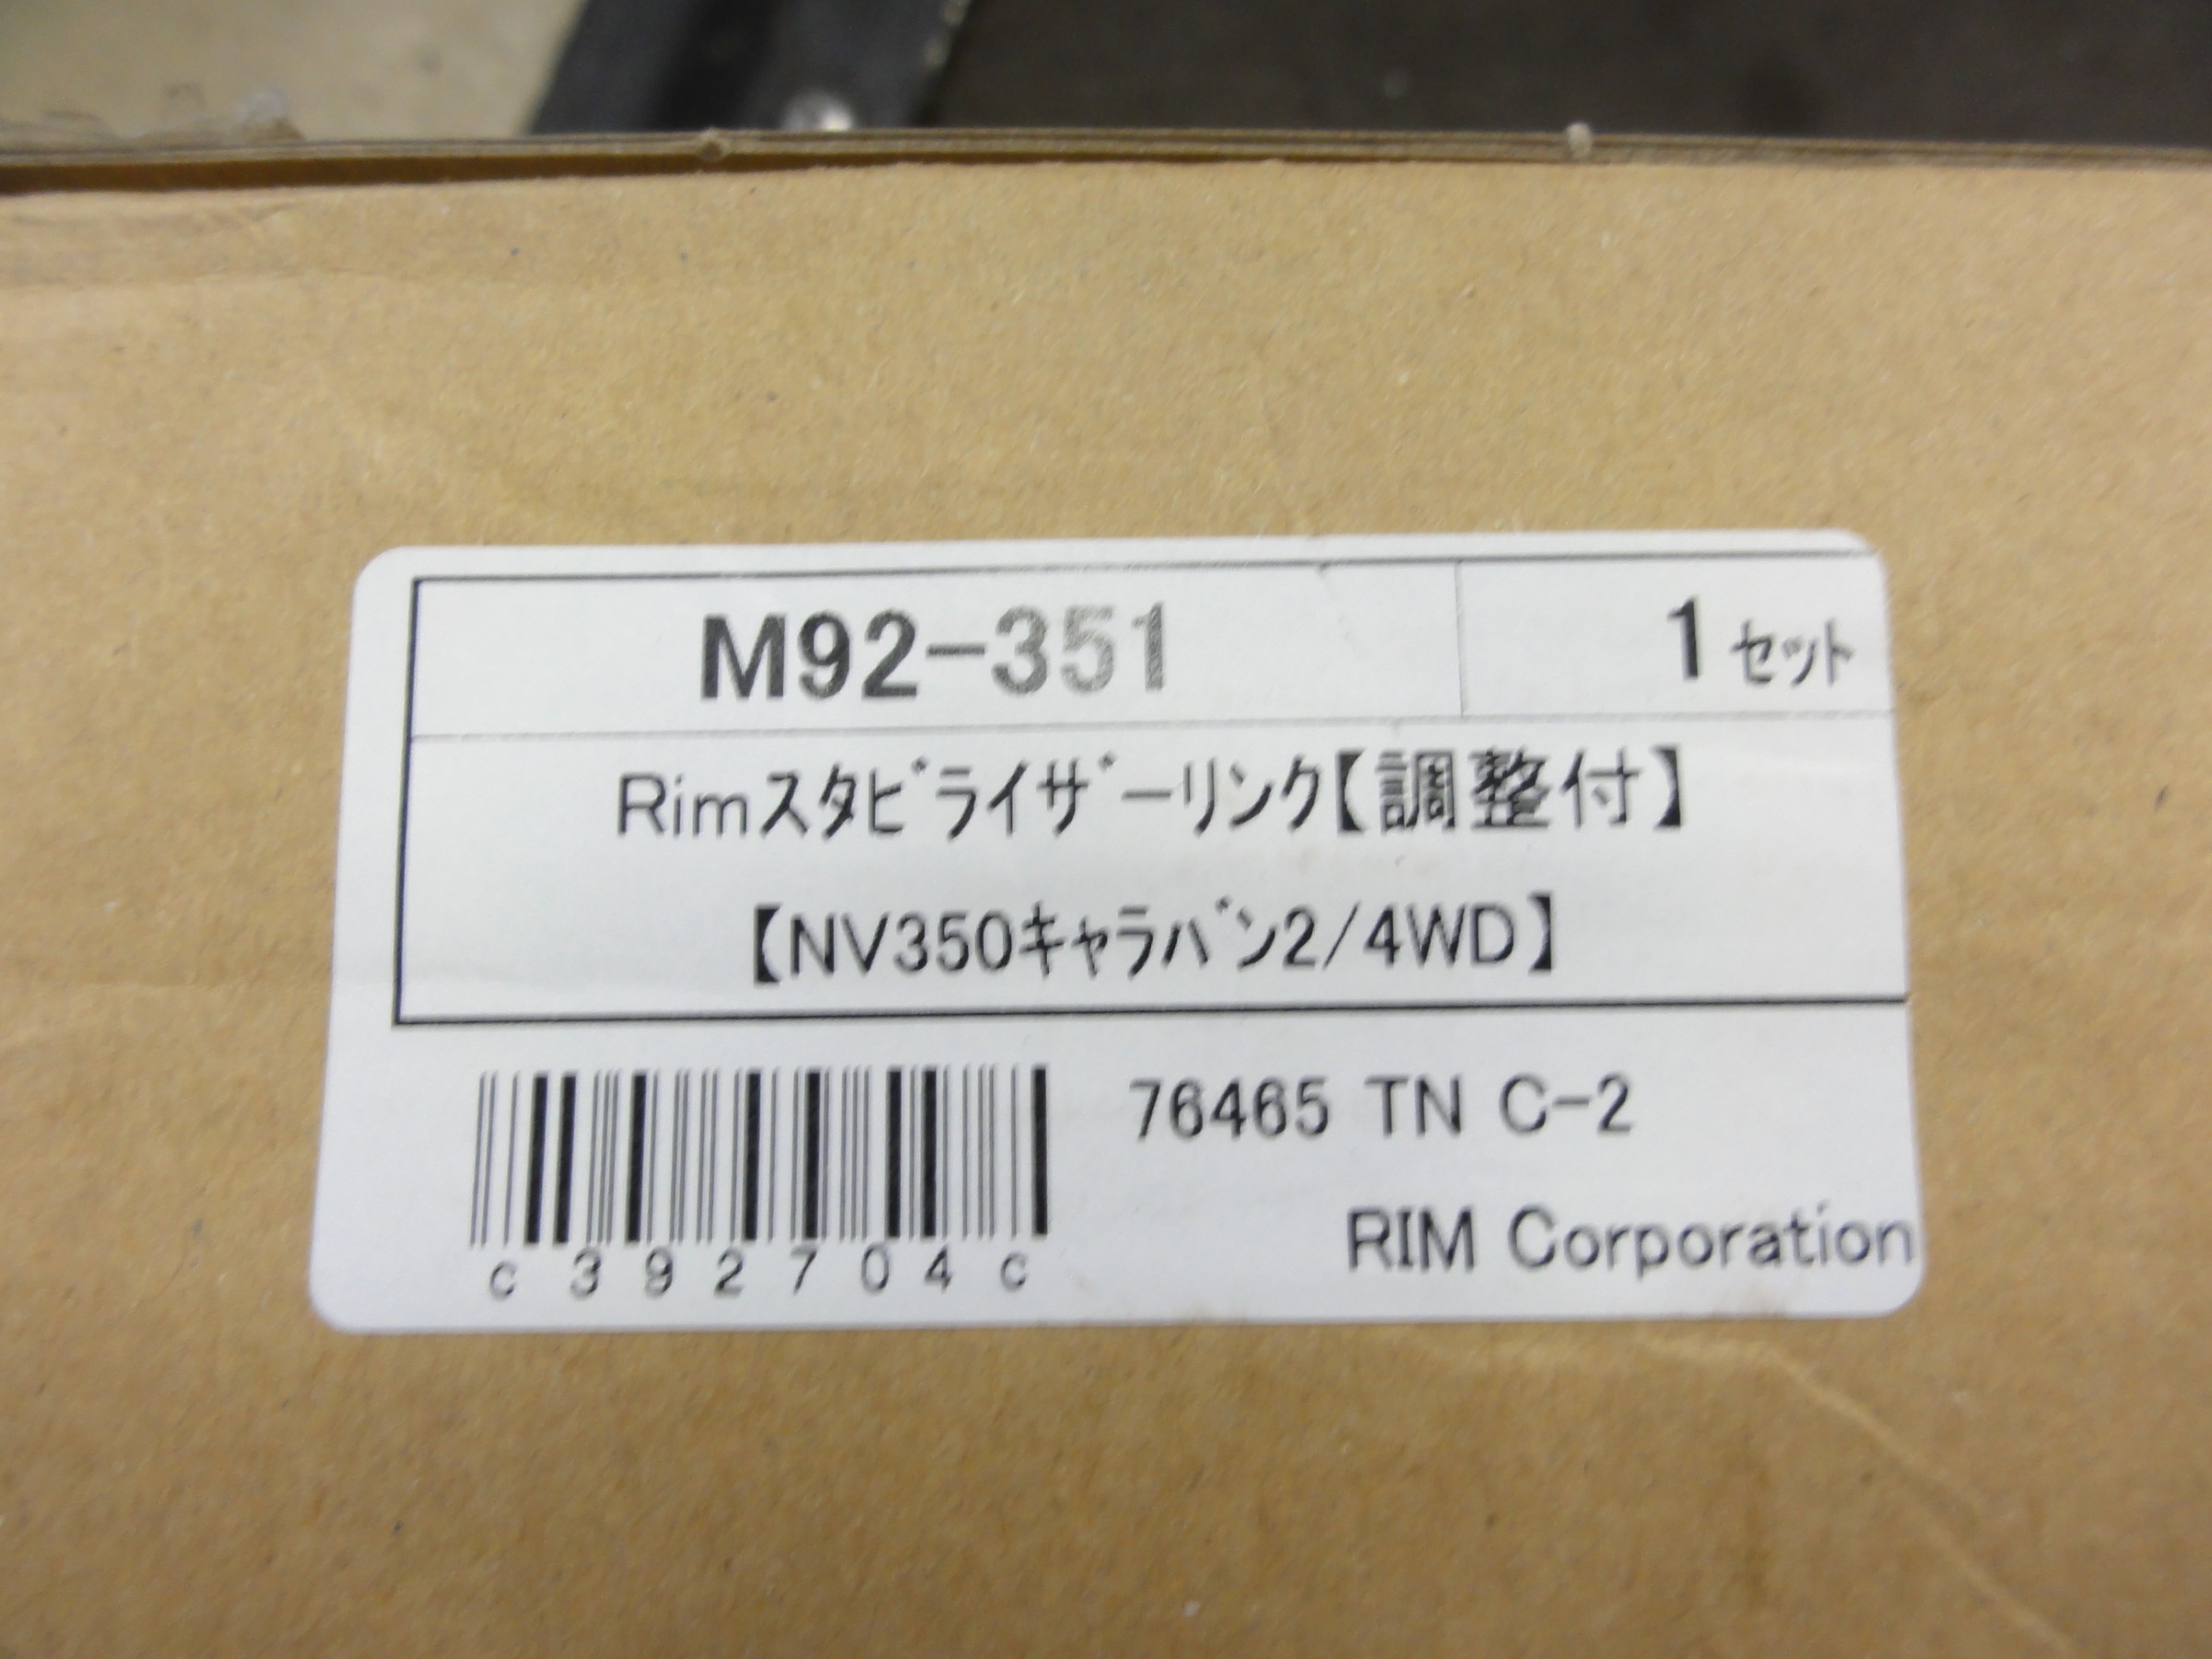 M92-351 1セット
Rimスタビライザーリンク【調整付】
【NV350キャラバン2/4WD】
76465 TN C-2
c392704c
RIM Corporation